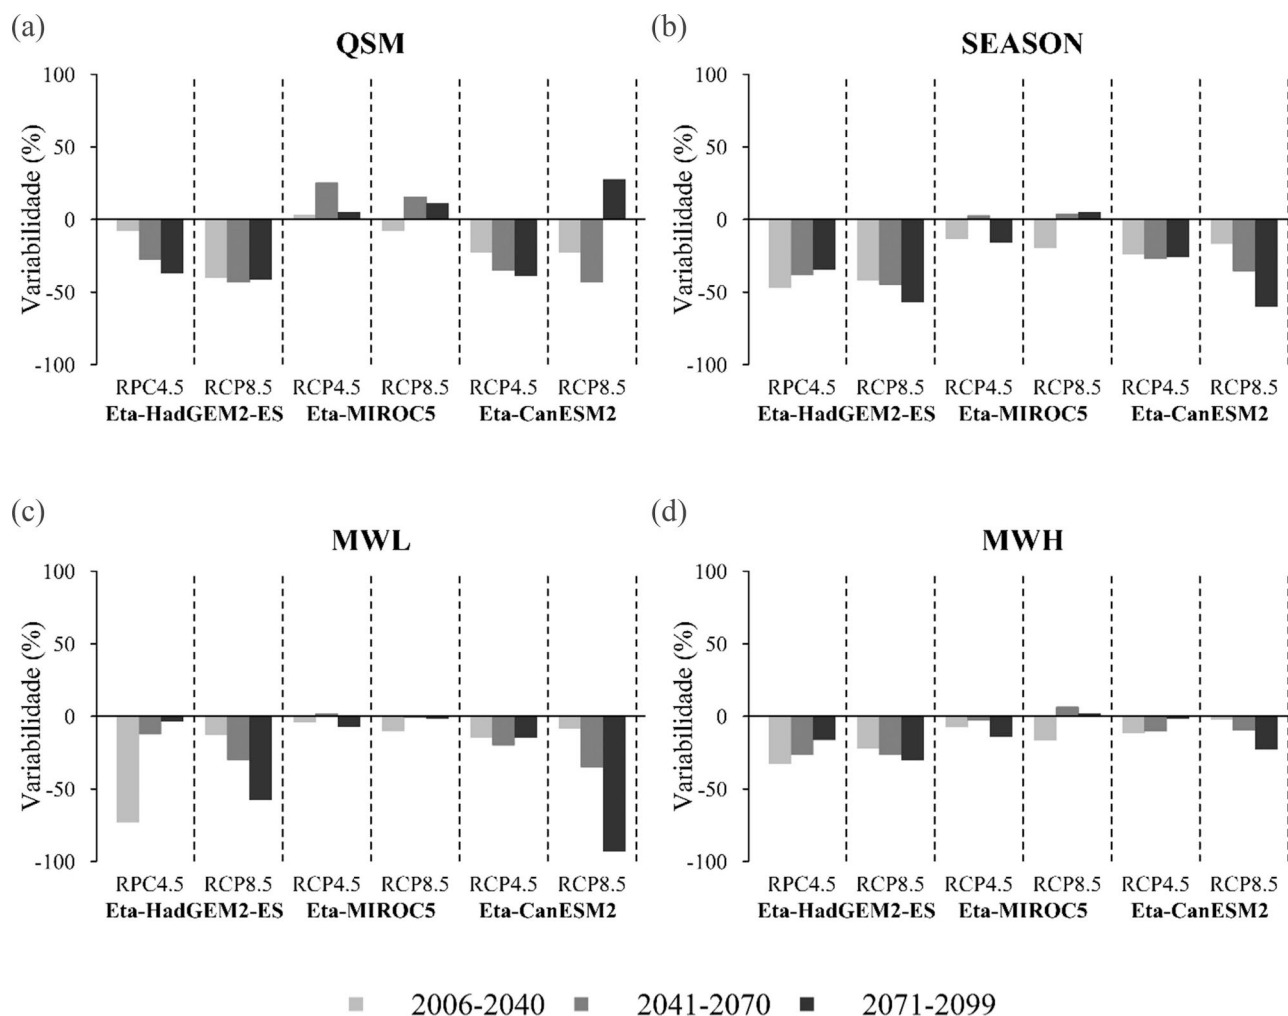 (a)
QSM
100
50
0
-50
-100
Variabilidade (%)
RPC4.5 RCP8.5 RCP4.5 RCP8.5 RCP4.5 RCP8.5
Eta-HadGEM2-ES Eta-MIROC5 Eta-CanESM2
(b)
SEASON
100
50
0
-50
-100
Variabilidade (%)
RPC4.5 RCP8.5 RCP4.5 RCP8.5 RCP4.5 RCP8.5
Eta-HadGEM2-ES Eta-MIROC5 Eta-CanESM2
(c)
MWL
100
50
0
-50
-100
Variabilidade (%)
RPC4.5 RCP8.5 RCP4.5 RCP8.5 RCP4.5 RCP8.5
Eta-HadGEM2-ES Eta-MIROC5 Eta-CanESM2
(d)
MWH
100
50
0
-50
-100
Variabilidade (%)
RPC4.5 RCP8.5 RCP4.5 RCP8.5 RCP4.5 RCP8.5
Eta-HadGEM2-ES Eta-MIROC5 Eta-CanESM2
2006-2040 2041-2070 2071-2099